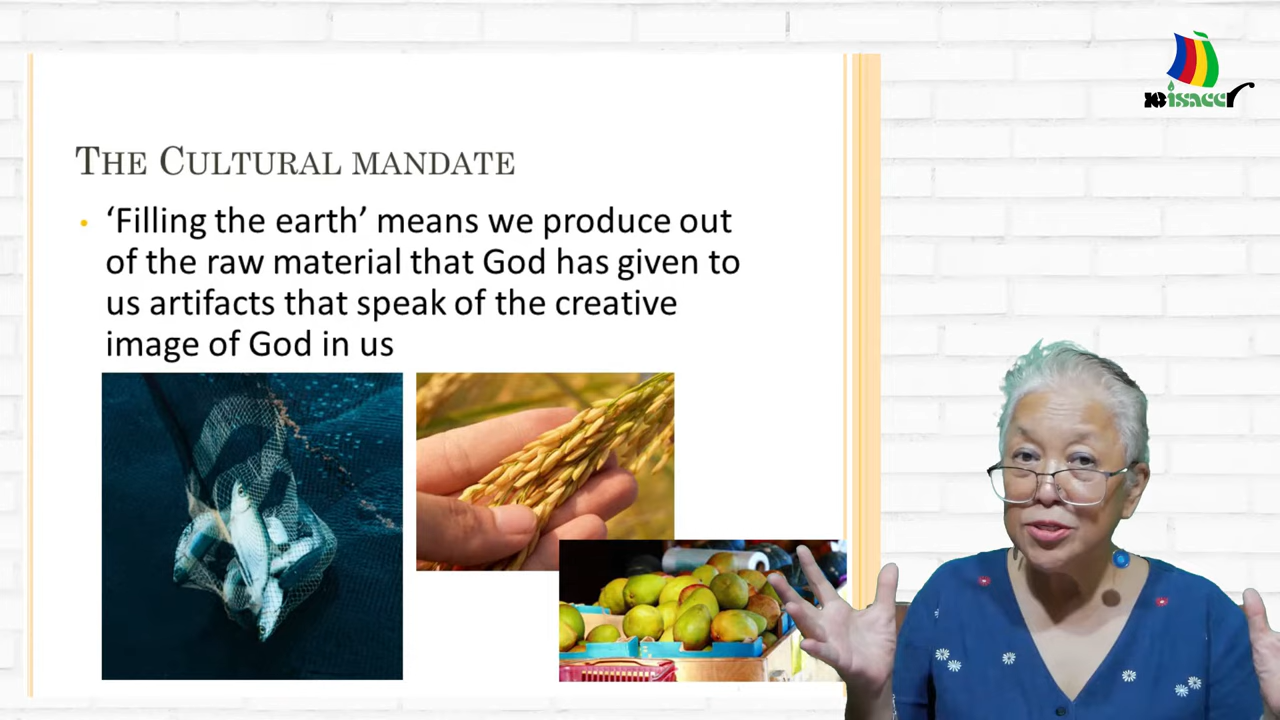 isaccr
THE CULTURAL MANDATE
• ‘Filling the earth’ means we produce out
of the raw material that God has given to
us artifacts that speak of the creative
image of God in us